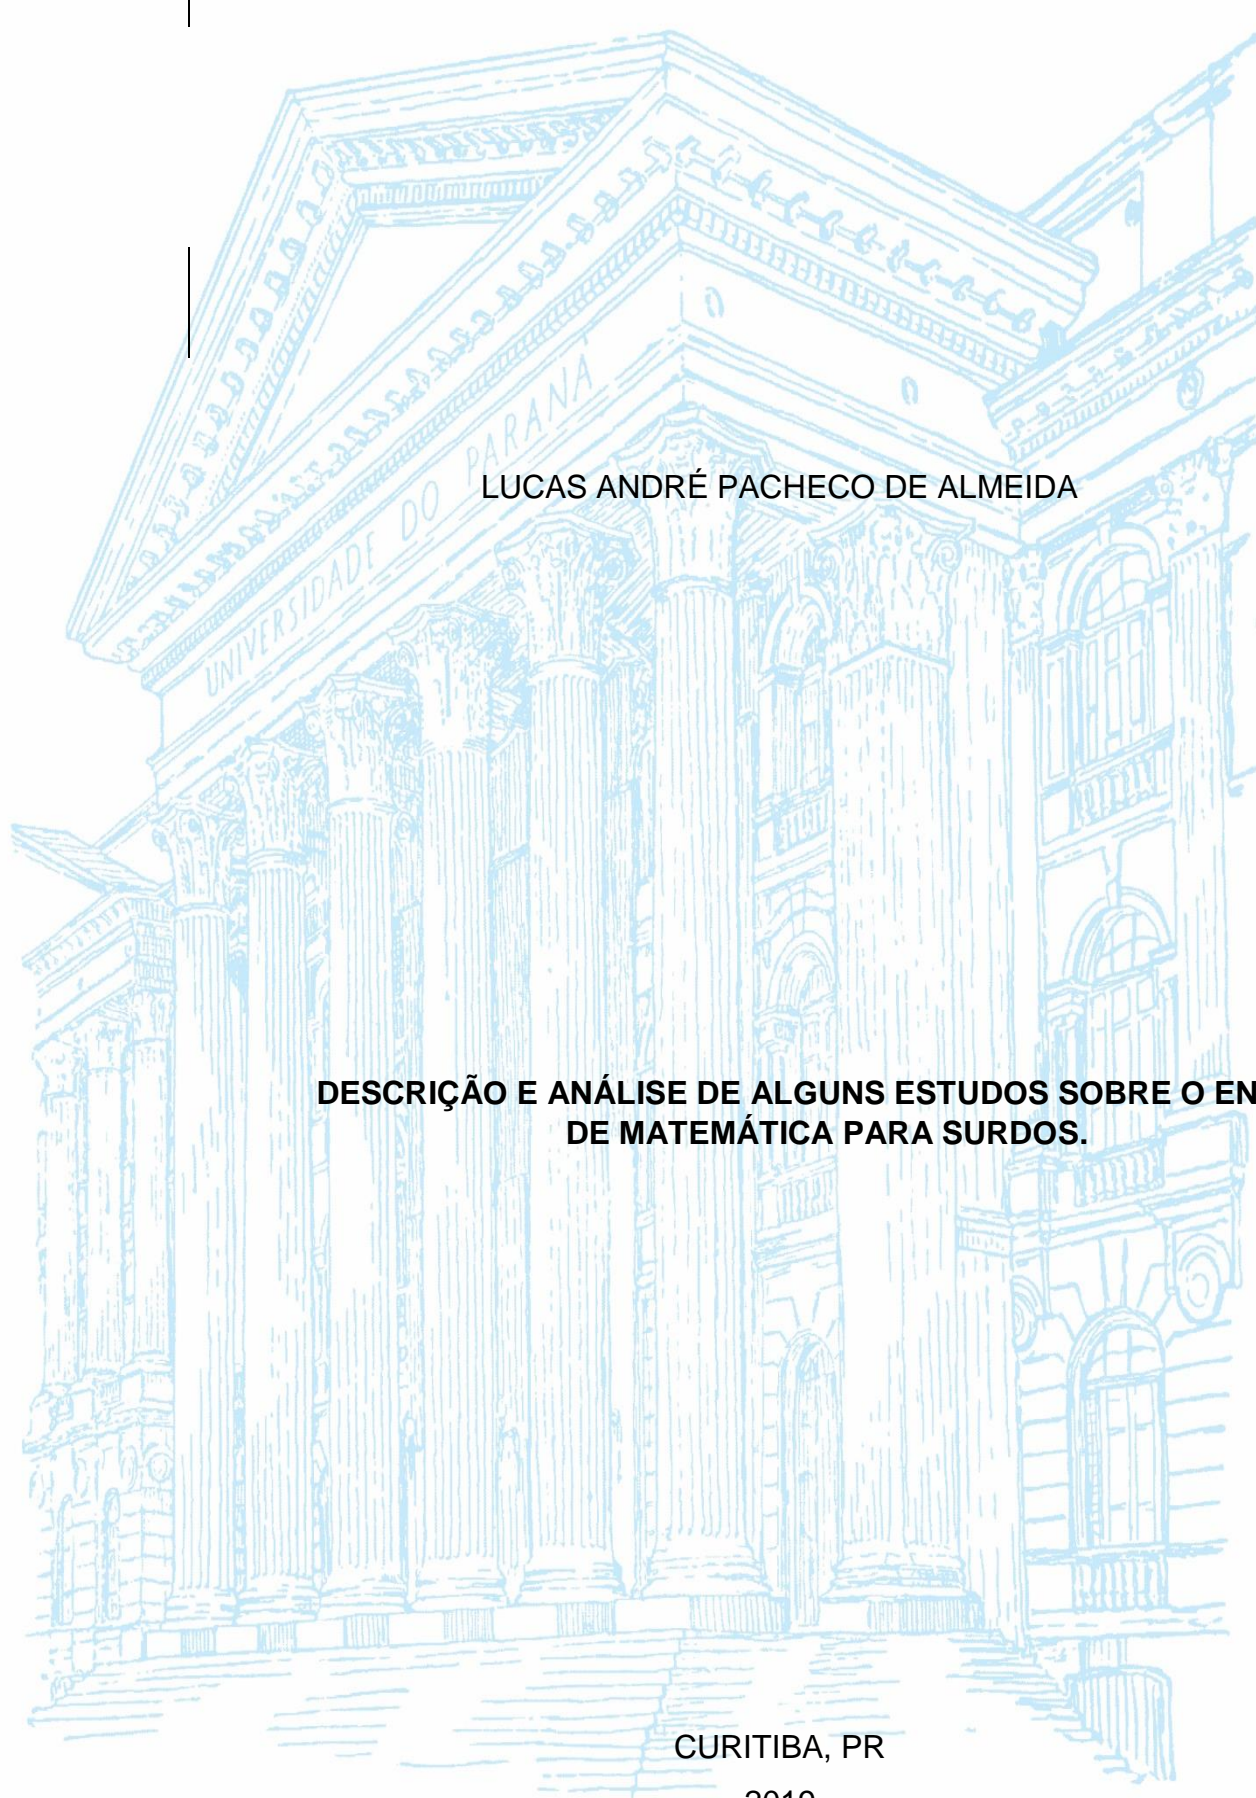 UNIVERSIDADE DO PARANÁ
LUCAS ANDRÉ PACHECO DE ALMEIDA
DESCRIÇÃO E ANÁLISE DE ALGUNS ESTUDOS SOBRE O EN
DE MATEMÁTICA PARA SURDOS.
CURITIBA, PR